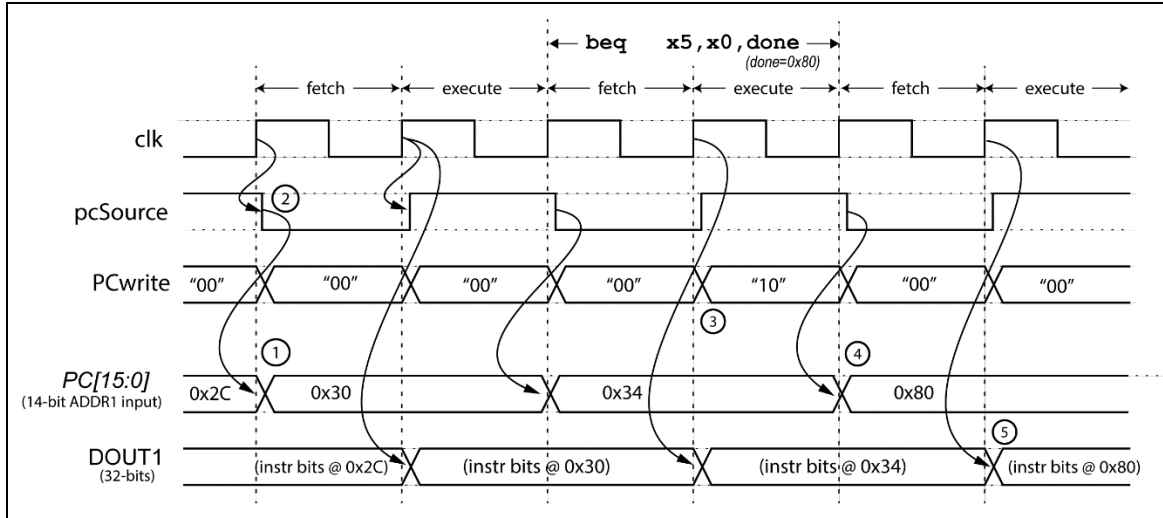 beq x5,x0,done
(done=0x80)
fetch execute fetch execute fetch execute
clk
pcSource ②
PCwrite "00" "00" "00" "00" "10" "00" "00"
③
① ④
PC[15:0] 0x2C 0x30 0x34 0x80
(14-bit ADDR1 input)
⑤
DOUT1 (instr bits @ 0x2C) (instr bits @ 0x30) (instr bits @ 0x34) (instr bits @ 0x80)
(32-bits)